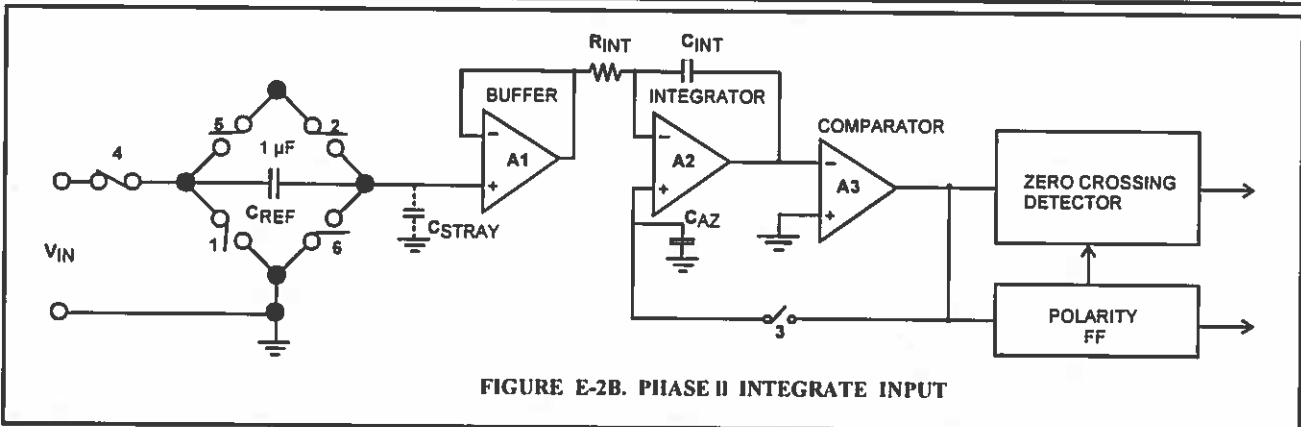 RINT
CINT
BUFFER
INTEGRATOR
COMPARATOR
5
2
1 µF
4
A1
A2
A3
ZERO CROSSING
DETECTOR
CREF
CSTRAY
CAZ
1
6
VIN
3
POLARITY
FF
FIGURE E-2B. PHASE II INTEGRATE INPUT